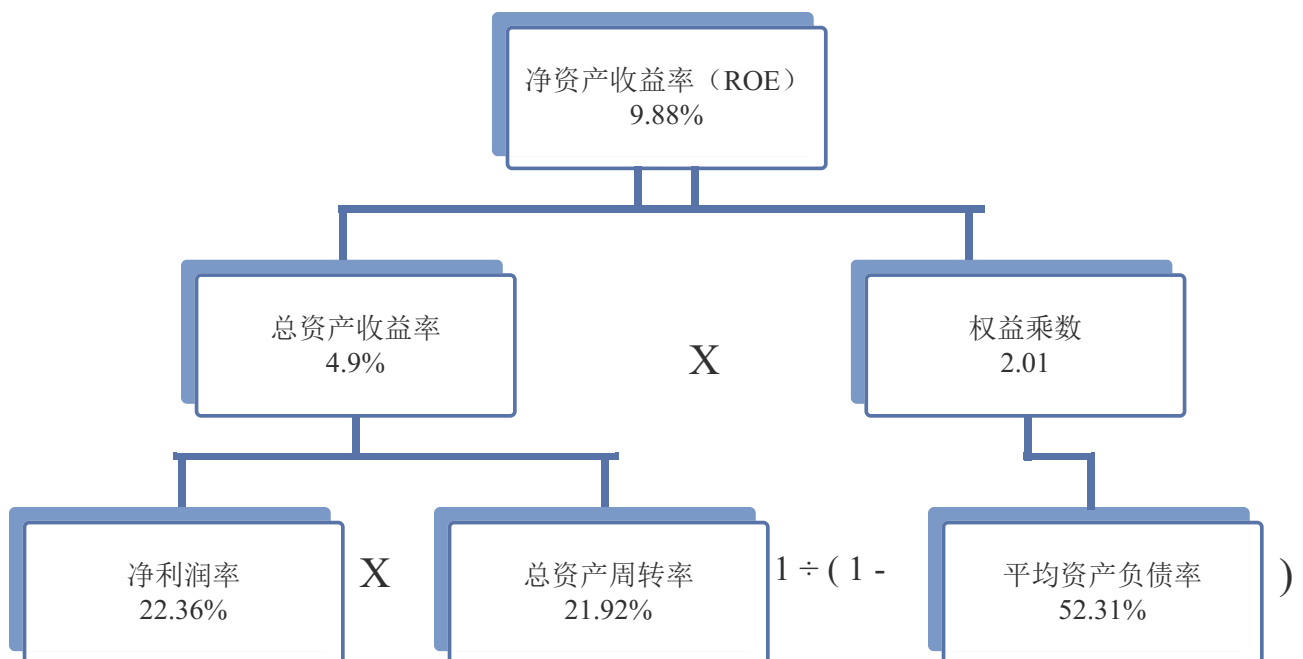 净资产收益率（ROE）
9.88%
总资产收益率
4.9%
X
权益乘数
2.01
净利润率
22.36%
X
总资产周转率
21.92%
1 ÷ ( 1 -
平均资产负债率
52.31%
)